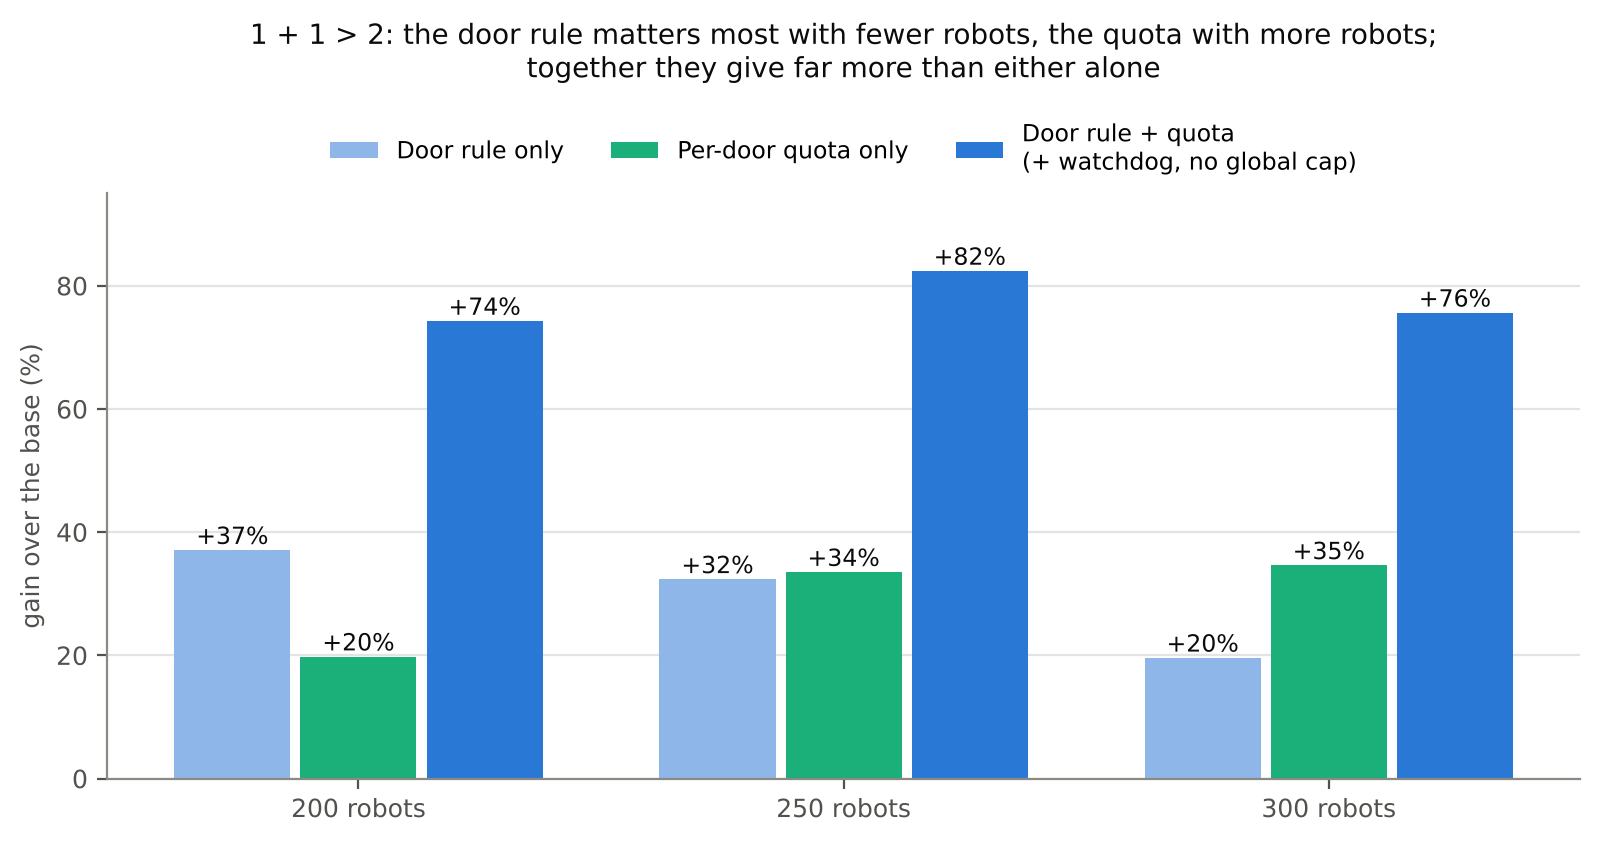 1 + 1 > 2: the door rule matters most with fewer robots, the quota with more robots;
together they give far more than either alone
Door rule only
Per-door quota only
Door rule + quota
(+ watchdog, no global cap)
gain over the base (%)
80
60
40
20
0
+37%
+20%
+74%
+32%
+34%
+82%
+20%
+35%
+76%
200 robots
250 robots
300 robots